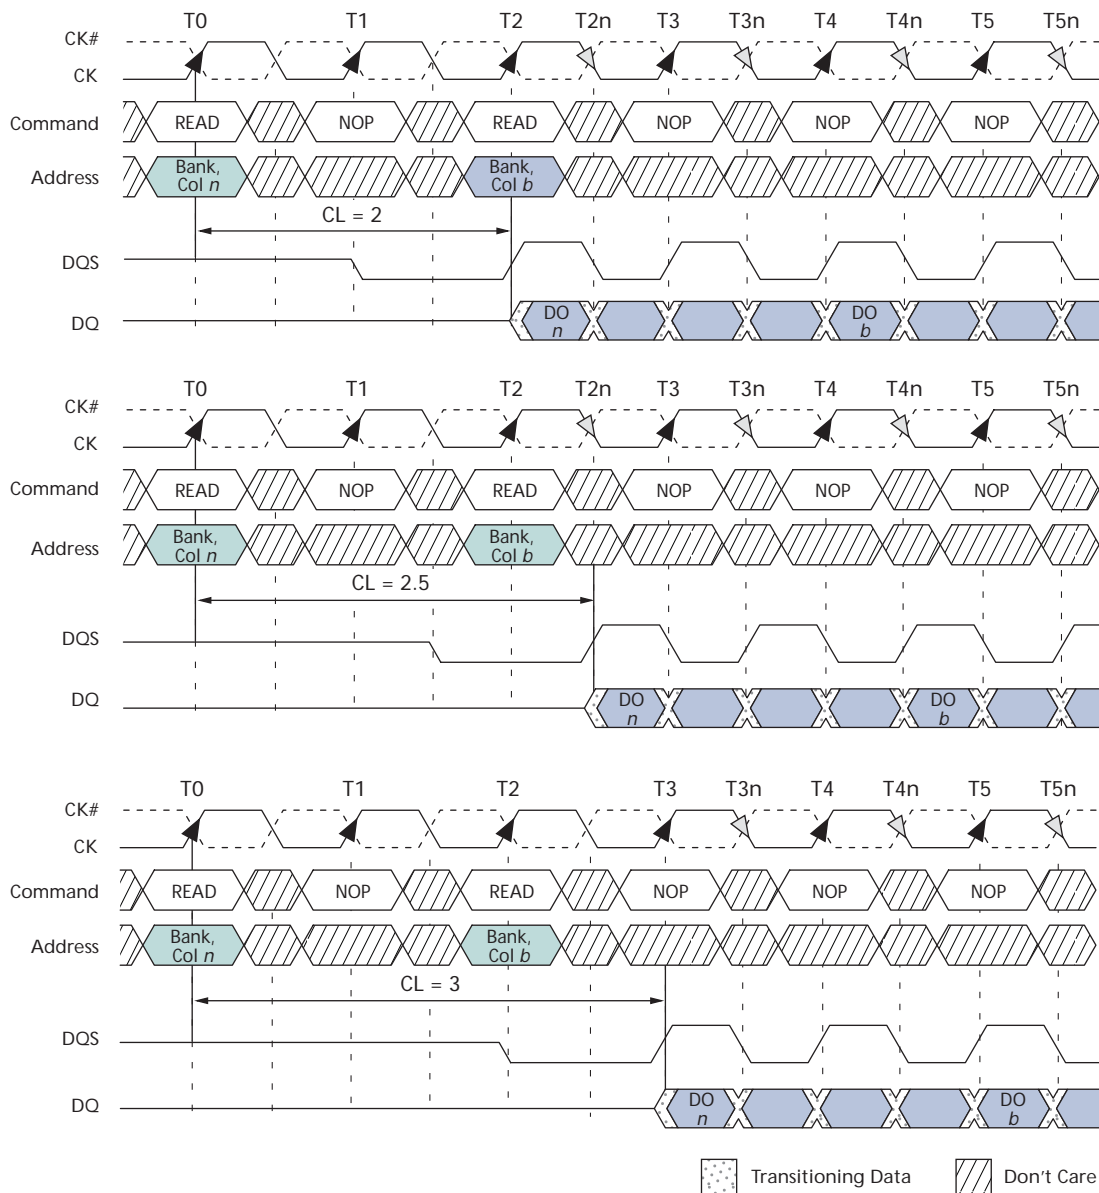 T0 T1 T2 T2n T3 T3n T4 T4n T5 T5n
CK#
CK
Command READ NOP READ NOP NOP NOP
Address Bank, Col n Bank, Col b
CL = 2
DQS
DQ DO n DO b
T0 T1 T2 T2n T3 T3n T4 T4n T5 T5n
CK#
CK
Command READ NOP READ NOP NOP NOP
Address Bank, Col n Bank, Col b
CL = 2.5
DQS
DQ DO n DO b
T0 T1 T2 T3 T3n T4 T4n T5 T5n
CK#
CK
Command READ NOP READ NOP NOP NOP
Address Bank, Col n Bank, Col b
CL = 3
DQS
DQ DO n DO b
Transitioning Data Don't Care